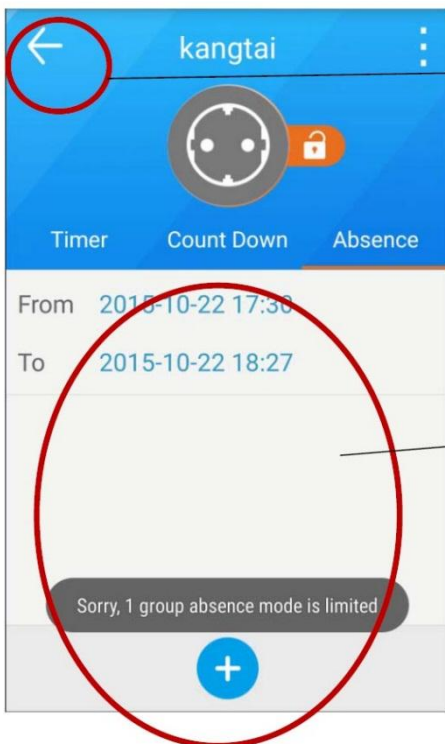 kangtai
Timer Count Down Absence
From 2015-10-22 17:30
To 2015-10-22 18:27
Sorry, 1 group absence mode is limited